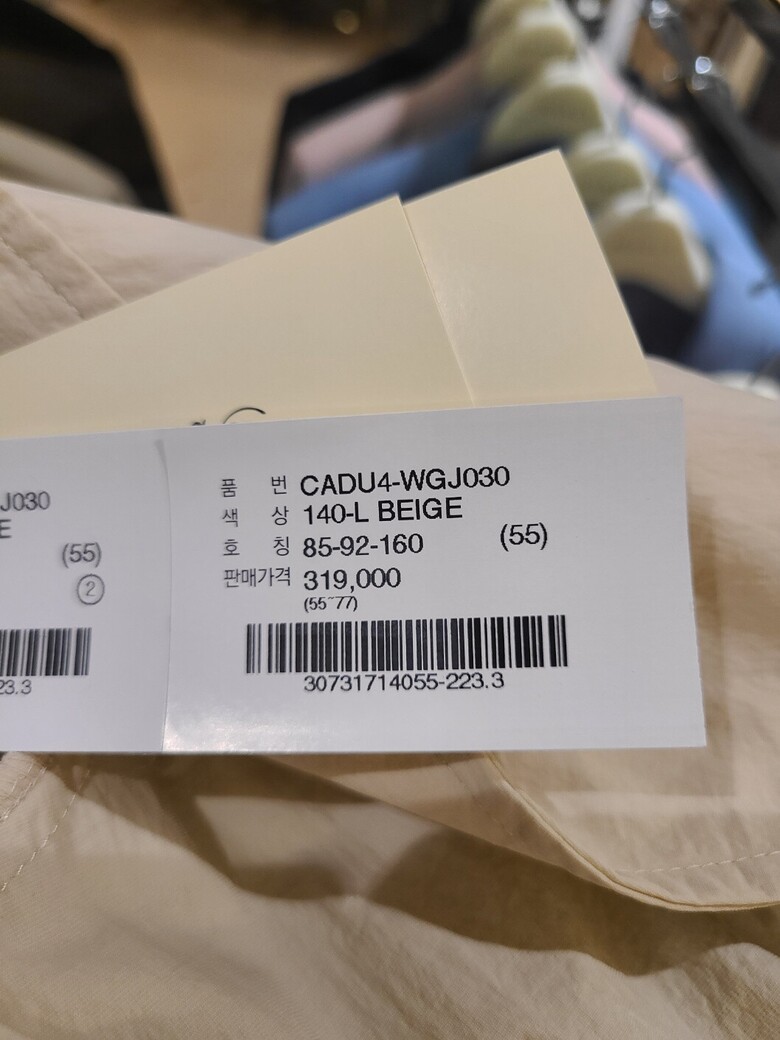 J030
E
(55)
2
23.3
품 번 CADU4-WGJ030
색 상 140-L BEIGE
호 칭 85-92-160 (55)
판매가격 319,000
(55~77)
30731714055-223.3